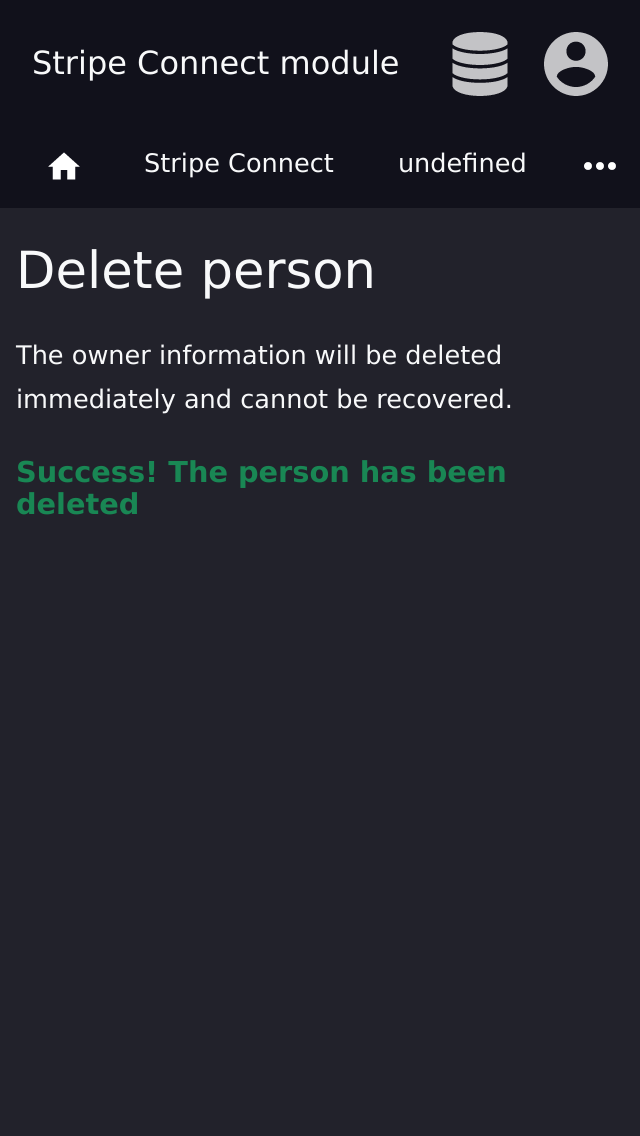 Stripe Connect module
Stripe Connect undefined
Delete person
The owner information will be deleted
immediately and cannot be recovered.
Success! The person has been
deleted